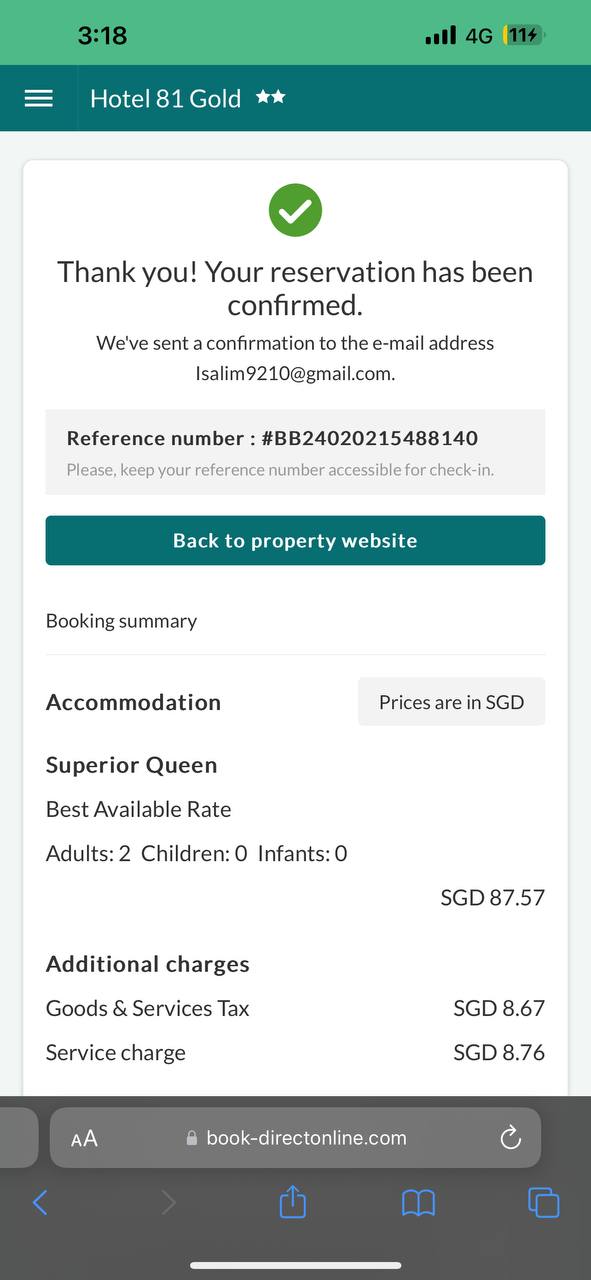 3:18
4G 11
Hotel 81 Gold
Thank you! Your reservation has been
confirmed.
We've sent a confirmation to the e-mail address
lsalim9210@gmail.com.
Reference number : #BB24020215488140
Please, keep your reference number accessible for check-in.
Back to property website
Booking summary
Accommodation
Prices are in SGD
Superior Queen
Best Available Rate
Adults: 2 Children: 0 Infants: 0
SGD 87.57
Additional charges
Goods & Services Tax SGD 8.67
Service charge SGD 8.76
AA book-directonline.com